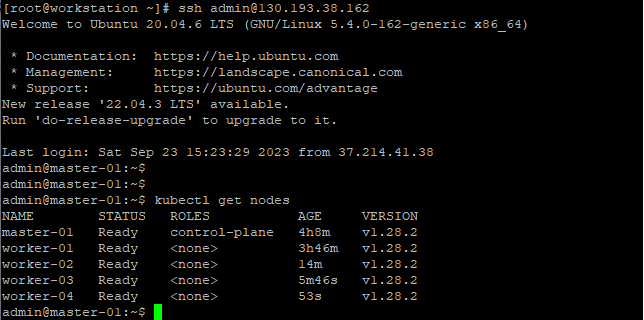 [root@workstation ~]# ssh admin@130.193.38.162
Welcome to Ubuntu 20.04.6 LTS (GNU/Linux 5.4.0-162-generic x86_64)
* Documentation:  https://help.ubuntu.com
* Management:     https://landscape.canonical.com
* Support:        https://ubuntu.com/advantage
New release '22.04.3 LTS' available.
Run 'do-release-upgrade' to upgrade to it.
Last login: Sat Sep 23 15:23:29 2023 from 37.214.41.38
admin@master-01:~$
admin@master-01:~$
admin@master-01:~$ kubectl get nodes
NAME        STATUS   ROLES           AGE     VERSION
master-01   Ready    control-plane   4h8m    v1.28.2
worker-01   Ready    <none>          3h46m   v1.28.2
worker-02   Ready    <none>          14m     v1.28.2
worker-03   Ready    <none>          5m46s   v1.28.2
worker-04   Ready    <none>          53s     v1.28.2
admin@master-01:~$